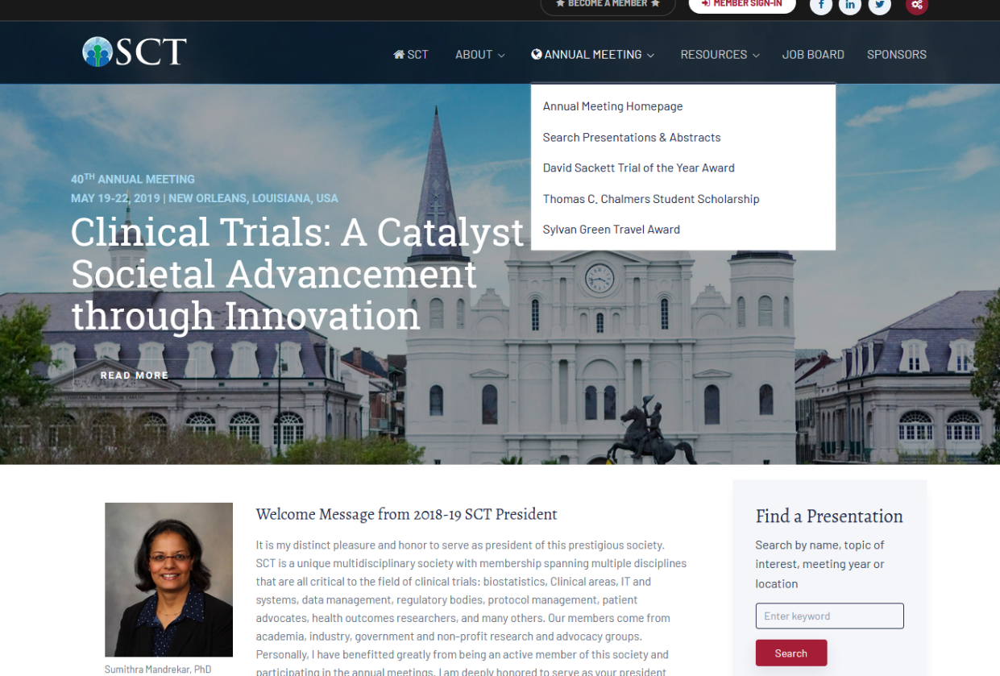 BECOME A MEMBER
MEMBER SIGN-IN
SCT
SCT
ABOUT
ANNUAL MEETING
RESOURCES
JOB BOARD
SPONSORS
Annual Meeting Homepage
Search Presentations & Abstracts
David Sackett Trial of the Year Award
Thomas C. Chalmers Student Scholarship
Sylvan Green Travel Award
40TH ANNUAL MEETING
MAY 19-22, 2019 | NEW ORLEANS, LOUISIANA, USA
Clinical Trials: A Catalyst
Societal Advancement
through Innovation
READ MORE
Welcome Message from 2018-19 SCT President
It is my distinct pleasure and honor to serve as president of this prestigious society.
SCT is a unique multidisciplinary society with membership spanning multiple disciplines
that are all critical to the field of clinical trials: biostatistics, Clinical areas, IT and
systems, data management, regulatory bodies, protocol management, patient
advocates, health outcomes researchers, and many others. Our members come from
academia, industry, government and non-profit research and advocacy groups.
Personally, I have benefitted greatly from being an active member of this society and
participating in the annual meetings. I am deeply honored to serve as your president
Sumithra Mandrekar, PhD
Find a Presentation
Search by name, topic of
interest, meeting year or
location
Enter keyword
Search